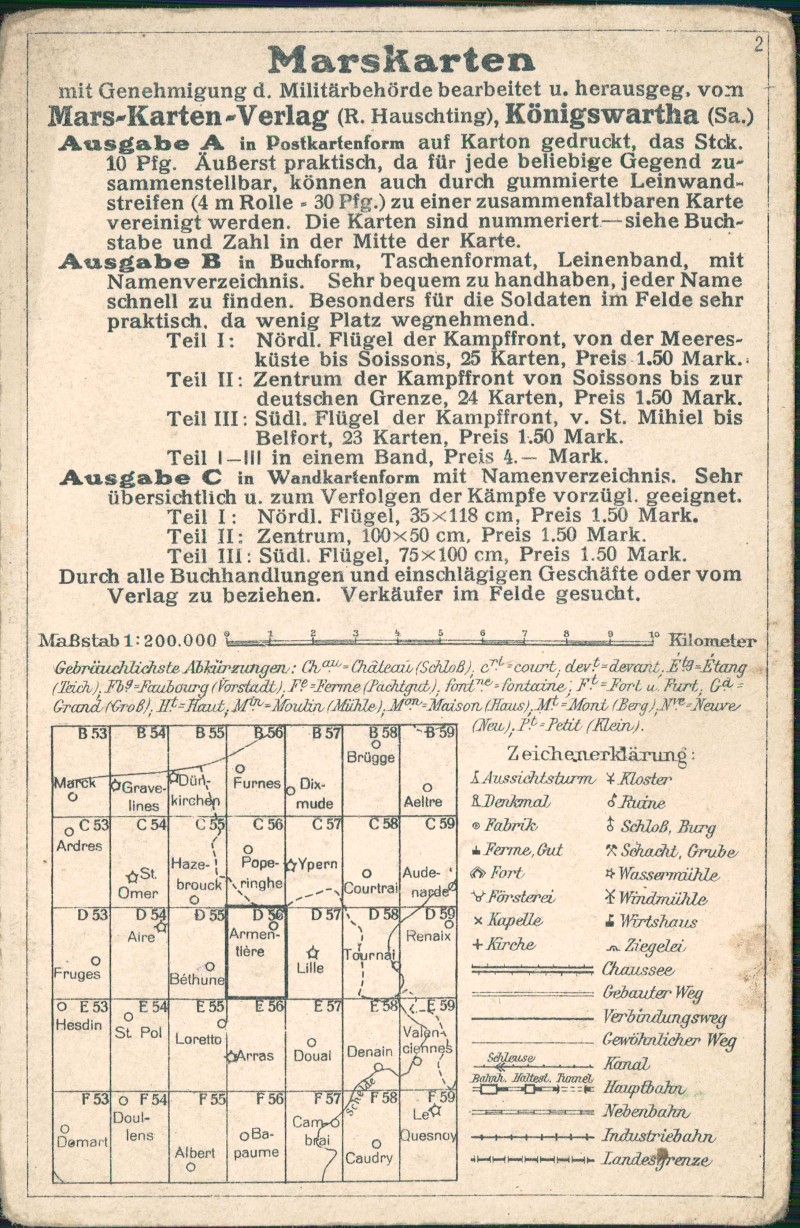 2
MarsKarten
mit Genehmigung d. Militärbehörde bearbeitet u. herausgeg. vom
Mars-Karten-Verlag (R. Hauschting), Königswartha (Sa.)
Ausgabe A in Postkartenform auf Karton gedruckt, das Stck.
10 Pfg. Äußerst praktisch, da für jede beliebige Gegend zu-
sammenstellbar, können auch durch gummierte Leinwand-
streifen (4 m Rolle = 30 Pfg.) zu einer zusammenfaltbaren Karte
vereinigt werden. Die Karten sind nummeriert—siehe Buch-
stabe und Zahl in der Mitte der Karte.
Ausgabe B in Buchform, Taschenformat, Leinenband, mit
Namenverzeichnis. Sehr bequem zu handhaben, jeder Name
schnell zu finden. Besonders für die Soldaten im Felde sehr
praktisch, da wenig Platz wegnehmend.
Teil I: Nördl. Flügel der Kampffront, von der Meeres-
küste bis Soissons, 25 Karten, Preis 1.50 Mark.
Teil II: Zentrum der Kampffront von Soissons bis zur
deutschen Grenze, 24 Karten, Preis 1.50 Mark.
Teil III: Südl. Flügel der Kampffront, v. St. Mihiel bis
Belfort, 23 Karten, Preis 1.50 Mark.
Teil I—III in einem Band, Preis 4.— Mark.
Ausgabe C in Wandkartenform mit Namenverzeichnis. Sehr
übersichtlich u. zum Verfolgen der Kämpfe vorzügl. geeignet.
Teil I: Nördl. Flügel, 35×118 cm, Preis 1.50 Mark.
Teil II: Zentrum, 100×50 cm, Preis 1.50 Mark.
Teil III: Südl. Flügel, 75×100 cm, Preis 1.50 Mark.
Durch alle Buchhandlungen und einschlägigen Geschäfte oder vom
Verlag zu beziehen. Verkäufer im Felde gesucht.
Maßstab 1:200.000 0 1 2 3 4 5 6 7 8 9 10 Kilometer
Gebräuchlichste Abkürzungen: Chau=Château (Schloß), crt=court, devt=devant, Etg=Étang
(Teich), Fbg=Faubourg (Vorstadt), Fe=Ferme (Pachtgut), fontne=fontaine, Ft=Fort u. Furt, Gd=
Grand (Groß), Ht=Haut, Min=Moulin (Mühle), Mon=Maison (Haus), Mt=Mont (Berg), Nve=Neuve
(Neu), Pt=Petit (Klein).
B 53 B 54 B 55 B 56 B 57 B 58 B 59
Marck Grave-lines Dün-kirchen Furnes Dix-mude Brügge Aeltre
C 53 C 54 C 55 C 56 C 57 C 58 C 59
Ardres St. Omer Haze-brouck Pope-ringhe Ypern Courtrai Aude-narde
D 53 D 54 D 55 D 56 D 57 D 58 D 59
Fruges Aire Béthune Armen-tière Lille Tournai Renaix
E 53 E 54 E 55 E 56 E 57 E 58 E 59
Hesdin St. Pol Loretto Arras Douai Denain Valen-ciennes
Schelde
F 53 F 54 F 55 F 56 F 57 F 58 F 59
Domart Doul-lens Albert Ba-paume Cam-brai Caudry Le Quesnoy
Zeichenerklärung:
Aussichtsturm Kloster
Denkmal Ruine
Fabrik Schloß, Burg
Ferme, Gut Schacht, Grube
Fort Wassermühle
Försterei Windmühle
Kapelle Wirtshaus
Kirche Ziegelei
Chaussee
Gebauter Weg
Verbindungsweg
Gewöhnlicher Weg
Schleuse Kanal
Bahnh. Haltest. Tunnel Hauptbahn
Nebenbahn
Industriebahn
Landesgrenze